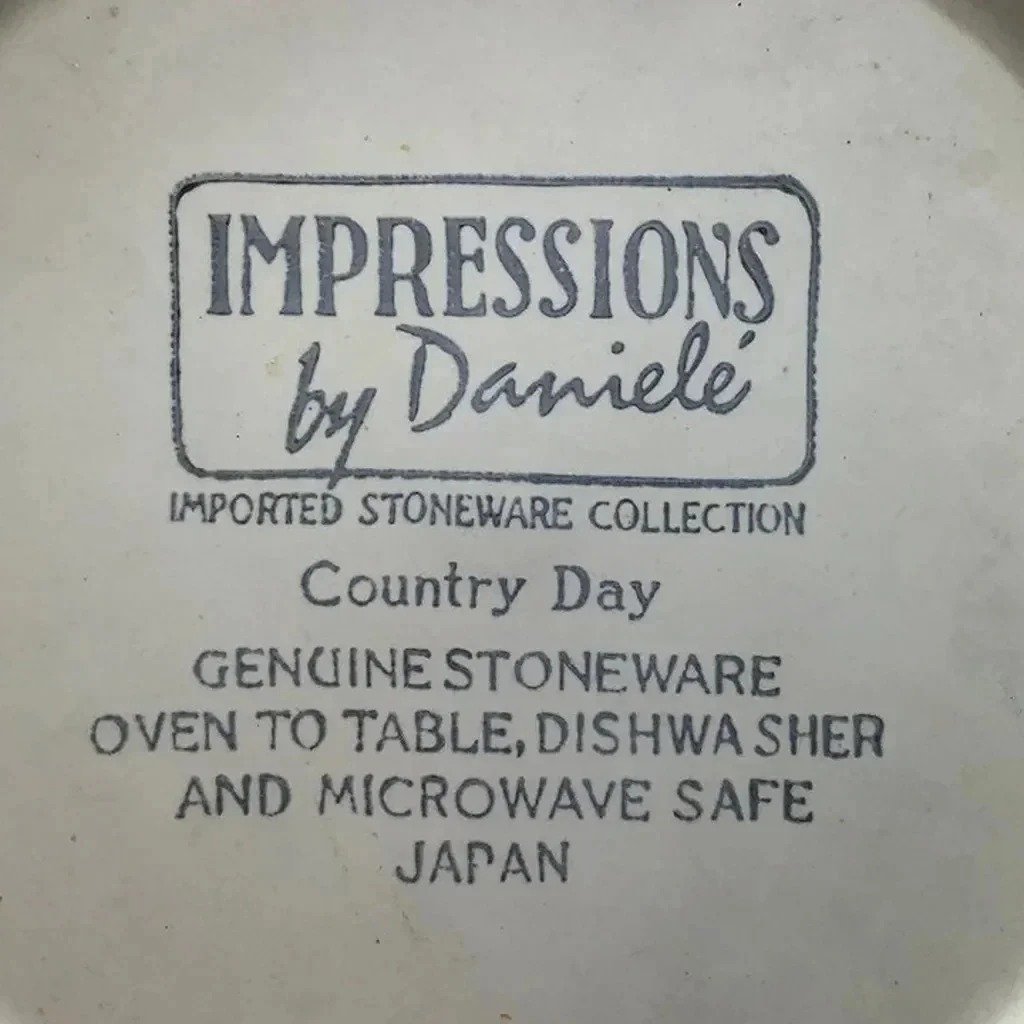 IMPRESSIONS
by Danielé
IMPORTED STONEWARE COLLECTION
Country Day
GENUINE STONEWARE
OVEN TO TABLE, DISHWASHER
AND MICROWAVE SAFE
JAPAN